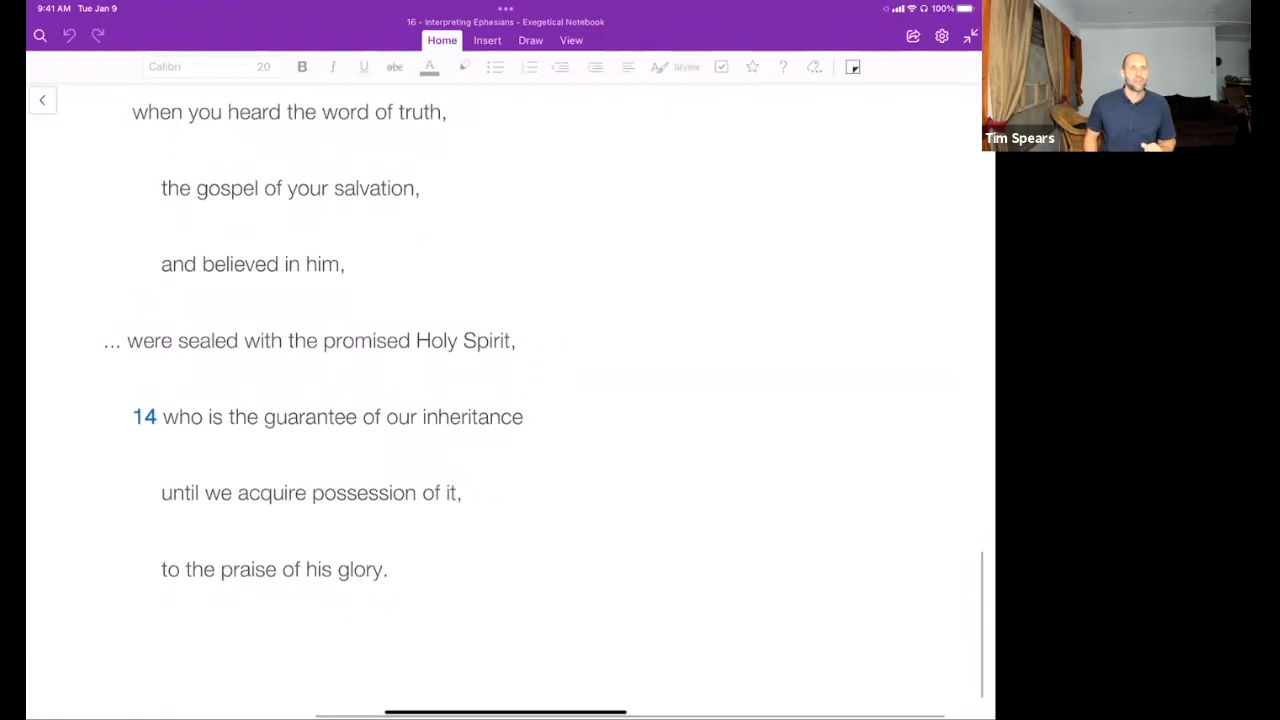 9:41 AM Tue Jan 9
100%
16 - Interpreting Ephesians - Exegetical Notebook
Home Insert Draw View
Calibri 20 B I U abc A Styles ?
when you heard the word of truth,
the gospel of your salvation,
and believed in him,
... were sealed with the promised Holy Spirit,
14 who is the guarantee of our inheritance
until we acquire possession of it,
to the praise of his glory.
Tim Spears